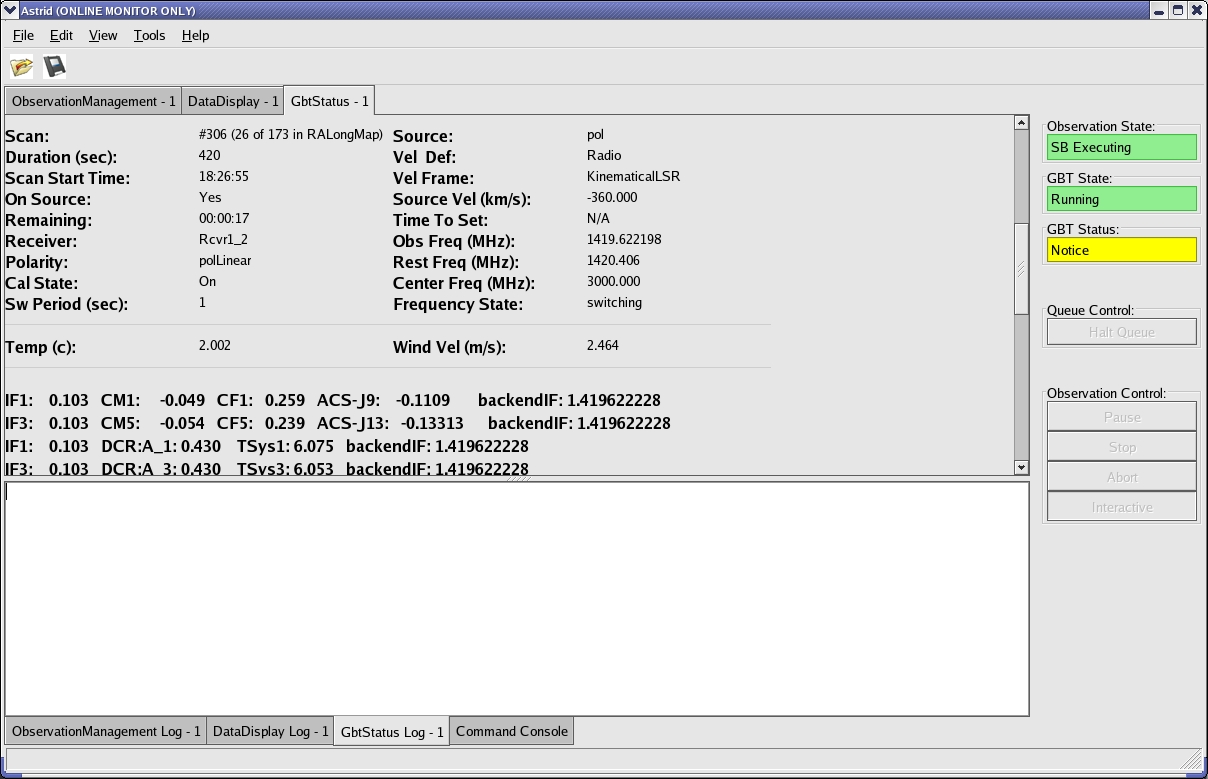 Astrid (ONLINE MONITOR ONLY)
File Edit View Tools Help
ObservationManagement - 1 DataDisplay - 1 GbtStatus - 1
Scan: #306 (26 of 173 in RALongMap) Source: pol
Duration (sec): 420 Vel Def: Radio
Scan Start Time: 18:26:55 Vel Frame: KinematicalLSR
On Source: Yes Source Vel (km/s): -360.000
Remaining: 00:00:17 Time To Set: N/A
Receiver: Rcvr1_2 Obs Freq (MHz): 1419.622198
Polarity: polLinear Rest Freq (MHz): 1420.406
Cal State: On Center Freq (MHz): 3000.000
Sw Period (sec): 1 Frequency State: switching
Temp (c): 2.002 Wind Vel (m/s): 2.464
IF1: 0.103 CM1: -0.049 CF1: 0.259 ACS-J9: -0.1109 backendIF: 1.419622228
IF3: 0.103 CM5: -0.054 CF5: 0.239 ACS-J13: -0.13313 backendIF: 1.419622228
IF1: 0.103 DCR:A_1: 0.430 TSys1: 6.075 backendIF: 1.419622228
IF3: 0.103 DCR:A_3: 0.430 TSys3: 6.053 backendIF: 1.419622228
Observation State:
SB Executing
GBT State:
Running
GBT Status:
Notice
Queue Control:
Halt Queue
Observation Control:
Pause
Stop
Abort
Interactive
ObservationManagement Log - 1 DataDisplay Log - 1 GbtStatus Log - 1 Command Console